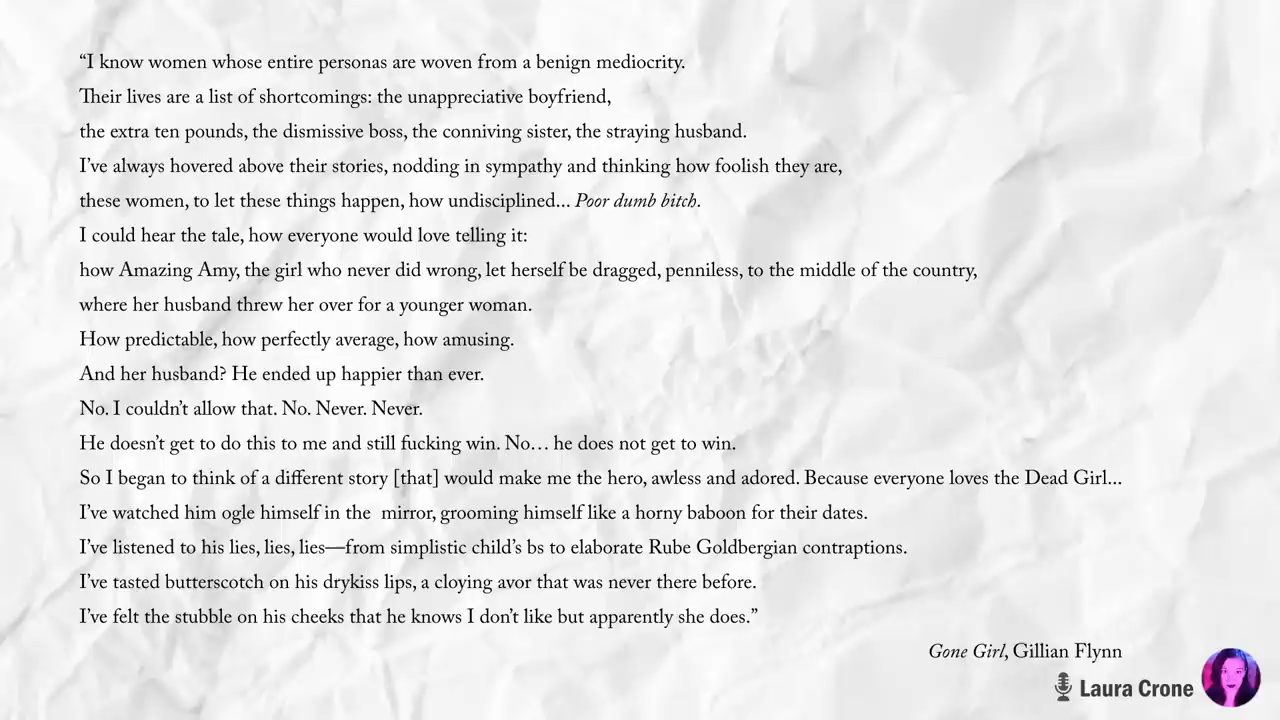 “I know women whose entire personas are woven from a benign mediocrity.
Their lives are a list of shortcomings: the unappreciative boyfriend,
the extra ten pounds, the dismissive boss, the conniving sister, the straying husband.
I’ve always hovered above their stories, nodding in sympathy and thinking how foolish they are,
these women, to let these things happen, how undisciplined... Poor dumb bitch.
I could hear the tale, how everyone would love telling it:
how Amazing Amy, the girl who never did wrong, let herself be dragged, penniless, to the middle of the country,
where her husband threw her over for a younger woman.
How predictable, how perfectly average, how amusing.
And her husband? He ended up happier than ever.
No. I couldn’t allow that. No. Never. Never.
He doesn’t get to do this to me and still fucking win. No… he does not get to win.
So I began to think of a different story [that] would make me the hero, awless and adored. Because everyone loves the Dead Girl...
I’ve watched him ogle himself in the  mirror, grooming himself like a horny baboon for their dates.
I’ve listened to his lies, lies, lies—from simplistic child’s bs to elaborate Rube Goldbergian contraptions.
I’ve tasted butterscotch on his drykiss lips, a cloying avor that was never there before.
I’ve felt the stubble on his cheeks that he knows I don’t like but apparently she does.”
Gone Girl, Gillian Flynn
Laura Crone